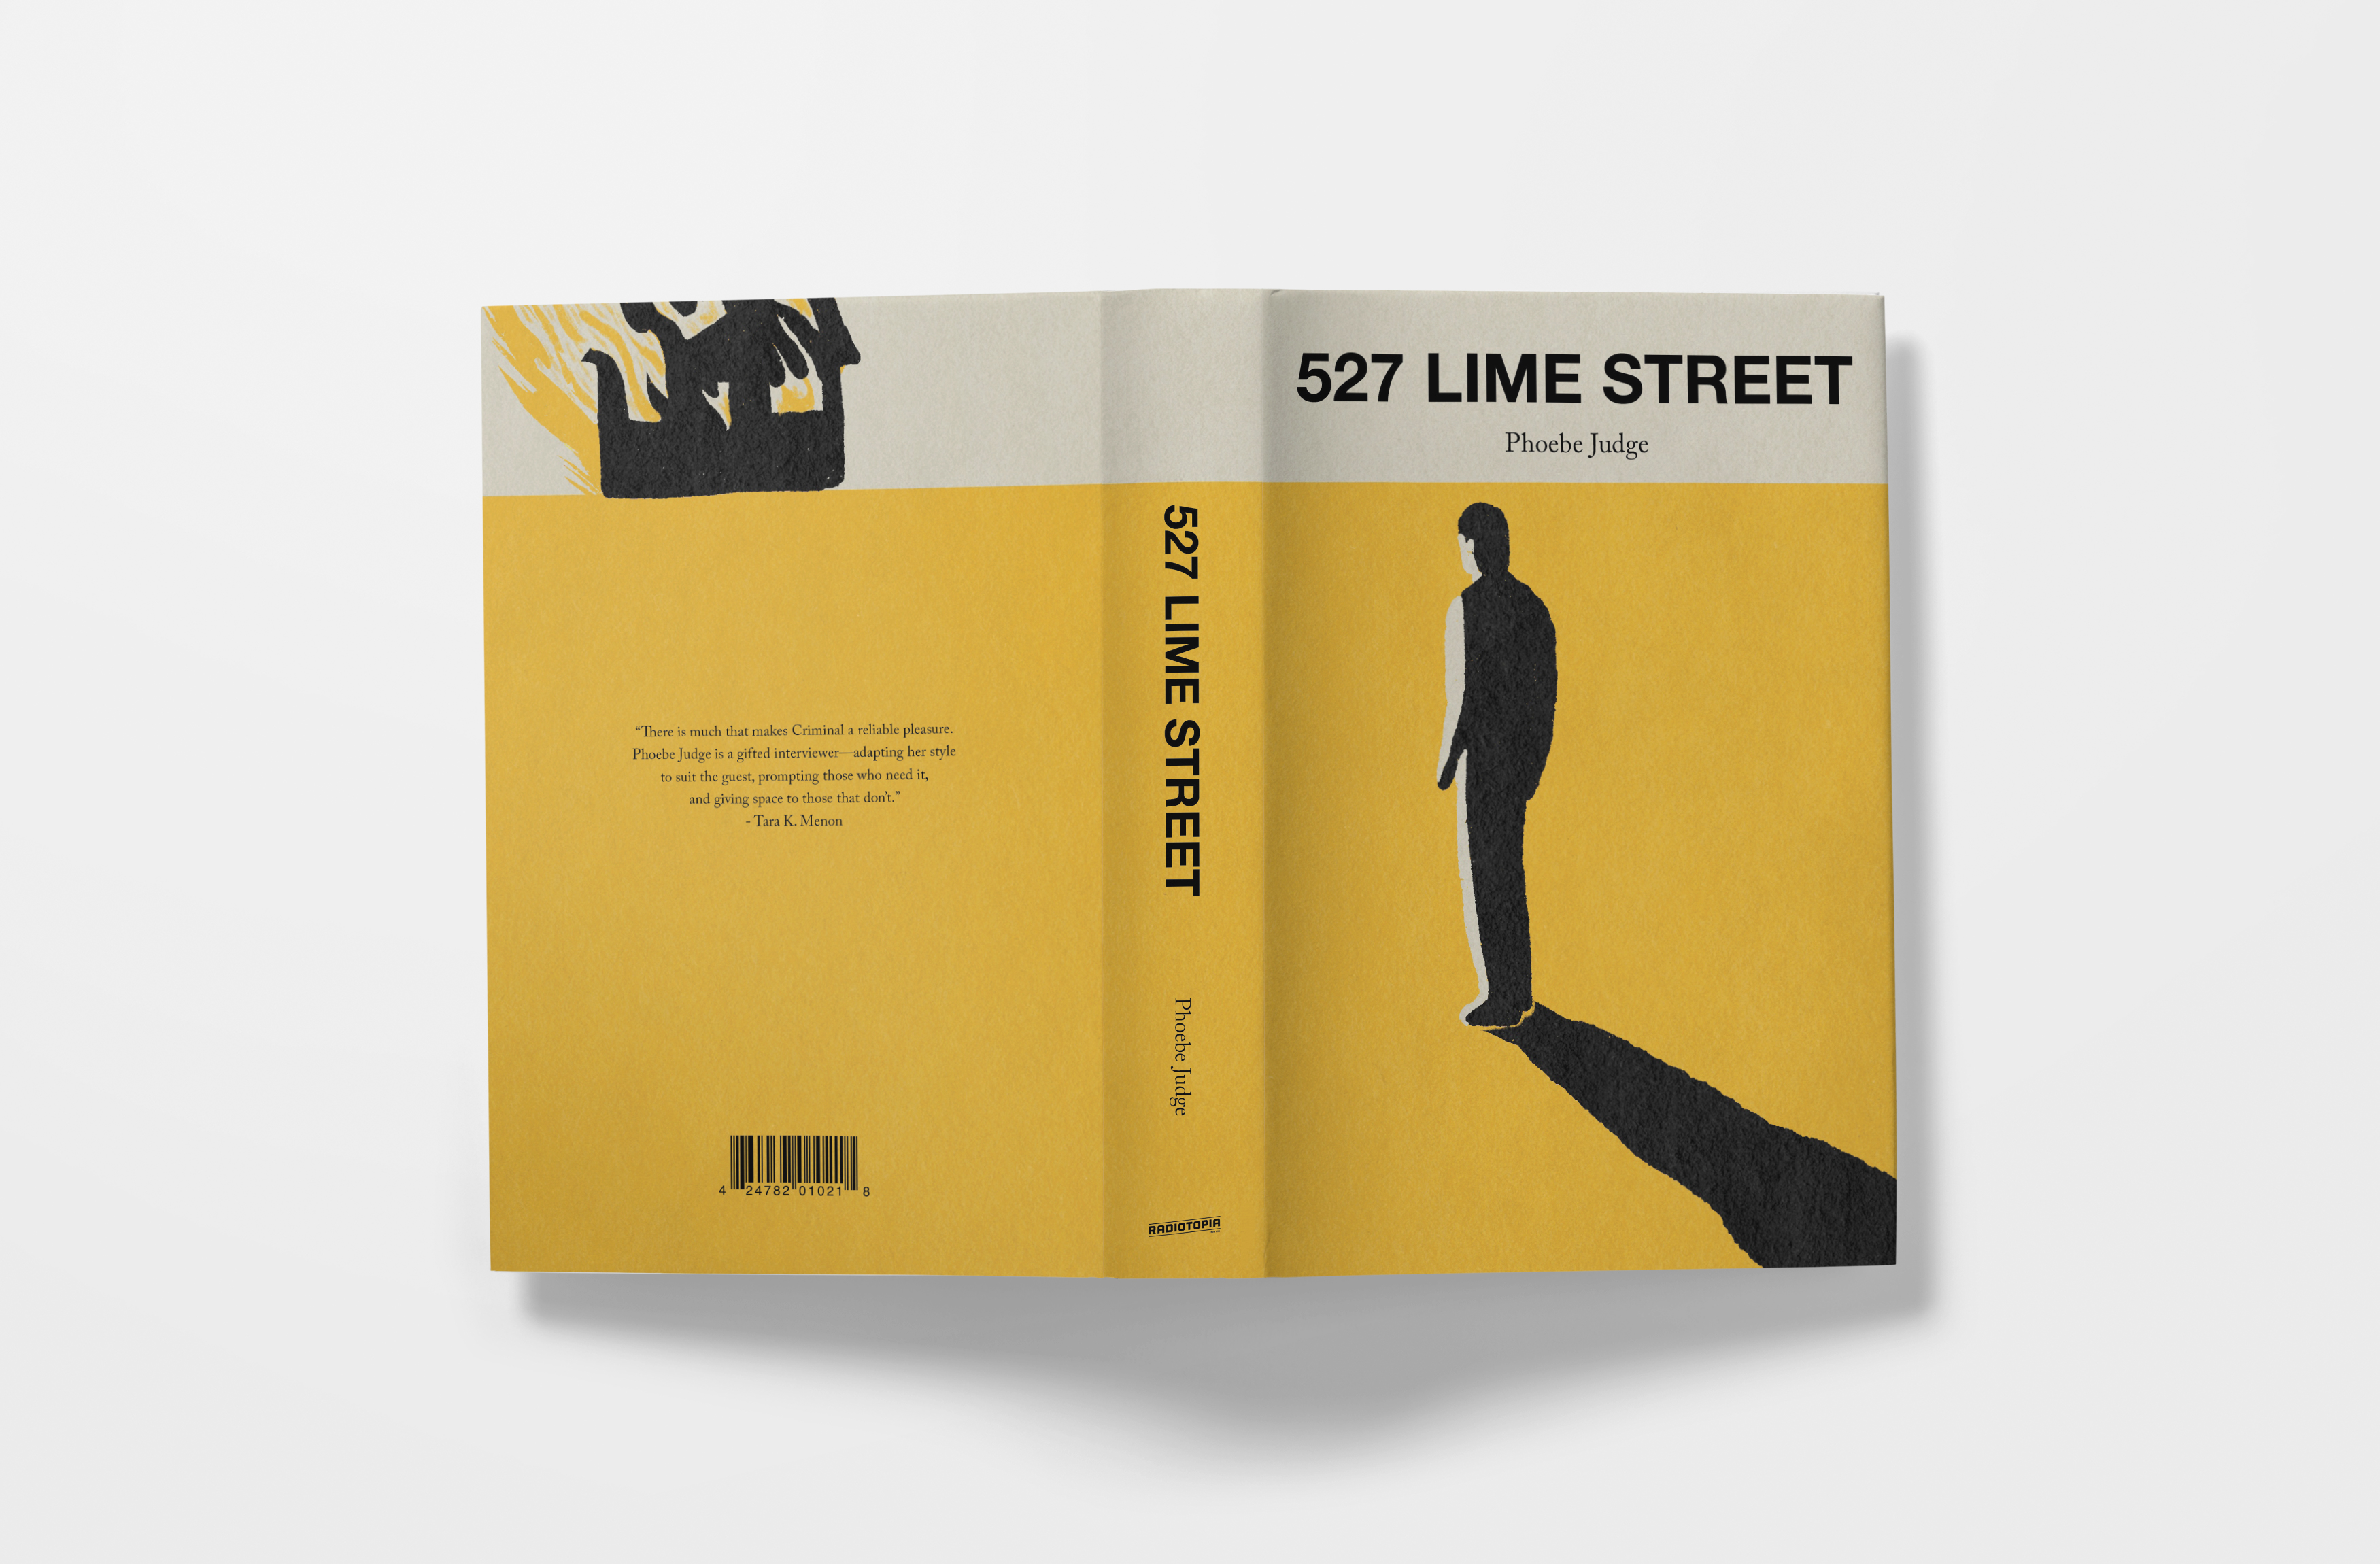 527 LIME STREET
Phoebe Judge
527 LIME STREET
Phoebe Judge
RADIOTOPIA
“There is much that makes Criminal a reliable pleasure.
Phoebe Judge is a gifted interviewer—adapting her style
to suit the guest, prompting those who need it,
and giving space to those that don’t.”
- Tara K. Menon
4 24782 01021 8